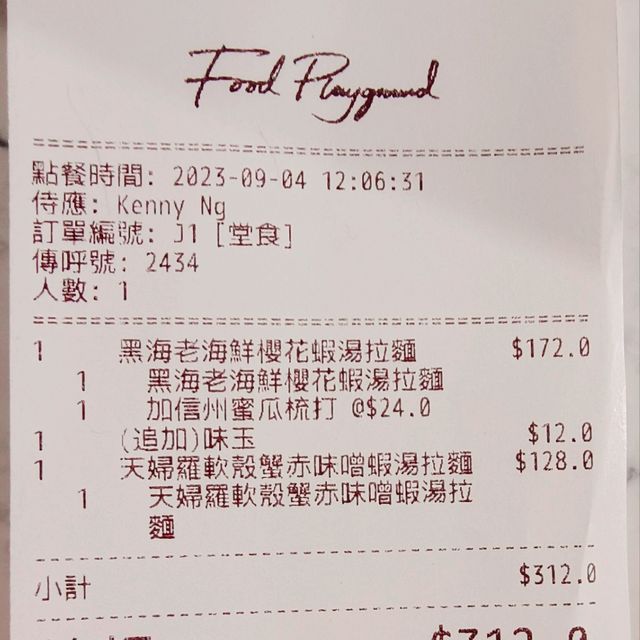 Food Playground
點餐時間: 2023-09-04 12:06:31
侍應: Kenny Ng
訂單編號: J1 [堂食]
傳呼號: 2434
人數: 1
1 黑海老海鮮櫻花蝦湯拉麵 $172.0
1 黑海老海鮮櫻花蝦湯拉麵
1 加信州蜜瓜梳打 @$24.0
1 (追加)味玉 $12.0
1 天婦羅軟殼蟹赤味噌蝦湯拉麵 $128.0
1 天婦羅軟殼蟹赤味噌蝦湯拉
麵
小計 $312.0
$312.0